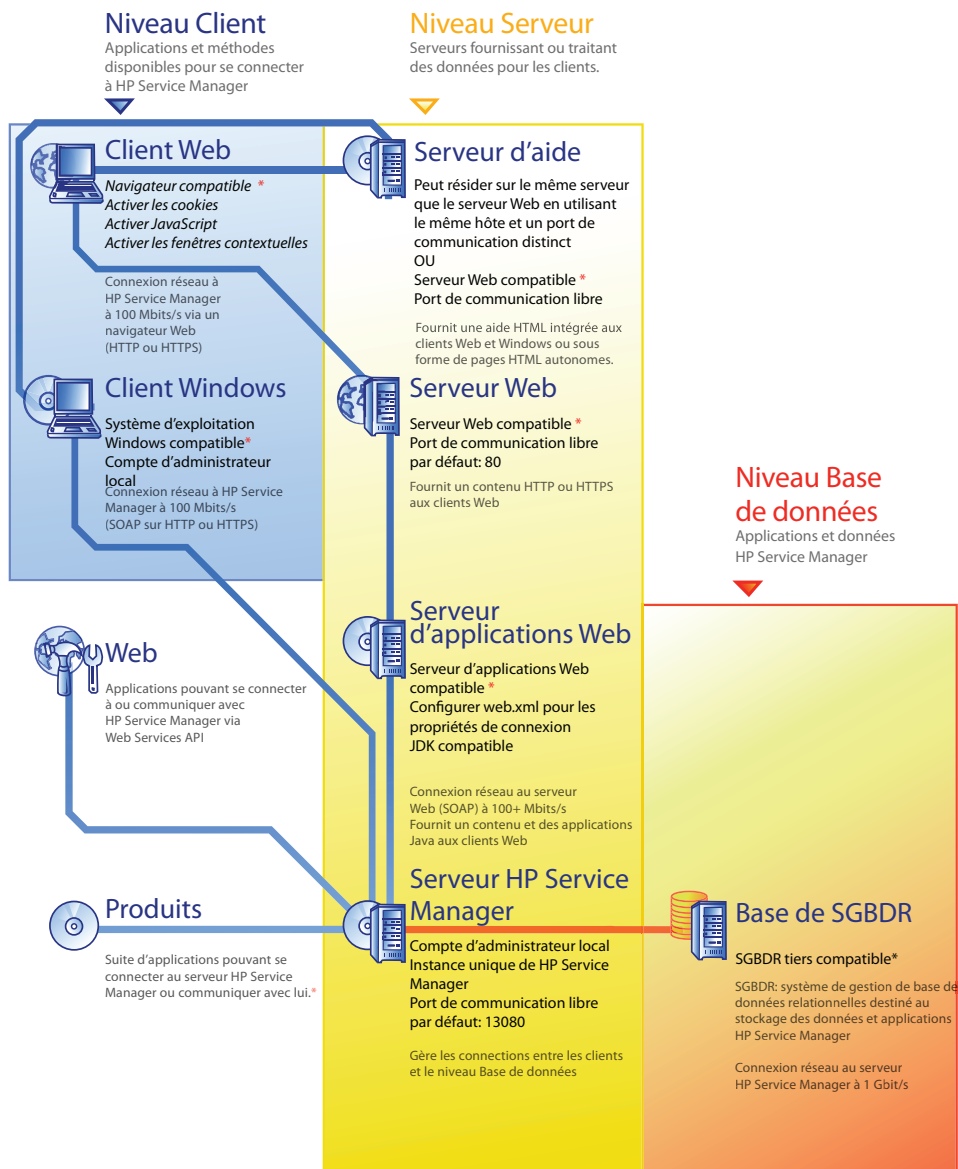 Niveau Client
Applications et méthodes
disponibles pour se connecter
à HP Service Manager
Niveau Serveur
Serveurs fournissant ou traitant
des données pour les clients.
Client Web
Navigateur compatible *
Activer les cookies
Activer JavaScript
Activer les fenêtres contextuelles
Connexion réseau à
HP Service Manager
à 100 Mbits/s via un
navigateur Web
(HTTP ou HTTPS)
Serveur d'aide
Peut résider sur le même serveur
que le serveur Web en utilisant
le même hôte et un port de
communication distinct
OU
Serveur Web compatible *
Port de communication libre
Fournit une aide HTML intégrée aux
clients Web et Windows ou sous
forme de pages HTML autonomes.
Client Windows
Système d'exploitation
Windows compatible*
Compte d'administrateur
local
Connexion réseau à HP Service
Manager à 100 Mbits/s
(SOAP sur HTTP ou HTTPS)
Serveur Web
Serveur Web compatible *
Port de communication libre
par défaut: 80
Fournit un contenu HTTP ou HTTPS
aux clients Web
Niveau Base
de données
Applications et données
HP Service Manager
Web
Applications pouvant se connecter
à ou communiquer avec
HP Service Manager via
Web Services API
Serveur
d'applications Web
Serveur d'applications Web
compatible *
Configurer web.xml pour les
propriétés de connexion
JDK compatible
Connexion réseau au serveur
Web (SOAP) à 100+ Mbits/s
Fournit un contenu et des applications
Java aux clients Web
Produits
Suite d'applications pouvant se
connecter au serveur HP Service
Manager ou communiquer avec lui.*
Serveur HP Service
Manager
Compte d'administrateur local
Instance unique de HP Service
Manager
Port de communication libre
par défaut: 13080
Gère les connections entre les clients
et le niveau Base de données
Base de SGBDR
SGBDR tiers compatible*
SGBDR: système de gestion de base de
données relationnelles destiné au
stockage des données et applications
HP Service Manager
Connexion réseau au serveur
HP Service Manager à 1 Gbit/s